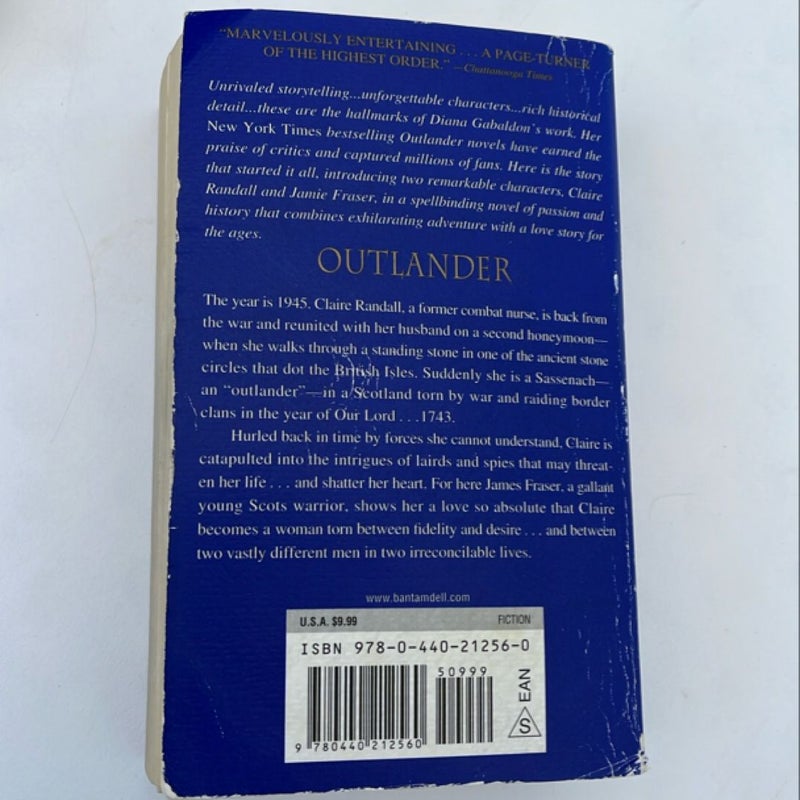 "MARVELOUSLY ENTERTAINING . . . A PAGE-TURNER
OF THE HIGHEST ORDER." —Chattanooga Times
Unrivaled storytelling...unforgettable characters...rich historical
detail...these are the hallmarks of Diana Gabaldon's work. Her
New York Times bestselling Outlander novels have earned the
praise of critics and captured millions of fans. Here is the story
that started it all, introducing two remarkable characters, Claire
Randall and Jamie Fraser, in a spellbinding novel of passion and
history that combines exhilarating adventure with a love story for
the ages.
OUTLANDER
The year is 1945. Claire Randall, a former combat nurse, is back from
the war and reunited with her husband on a second honeymoon—
when she walks through a standing stone in one of the ancient stone
circles that dot the British Isles. Suddenly she is a Sassenach—
an "outlander"—in a Scotland torn by war and raiding border
clans in the year of Our Lord . . . 1743.
Hurled back in time by forces she cannot understand, Claire is
catapulted into the intrigues of lairds and spies that may threat-
en her life . . . and shatter her heart. For here James Fraser, a gallant
young Scots warrior, shows her a love so absolute that Claire
becomes a woman torn between fidelity and desire . . . and between
two vastly different men in two irreconcilable lives.
www.bantamdell.com
U.S.A. $9.99 FICTION
ISBN 978-0-440-21256-0
50999
9 780440 212560
S EAN